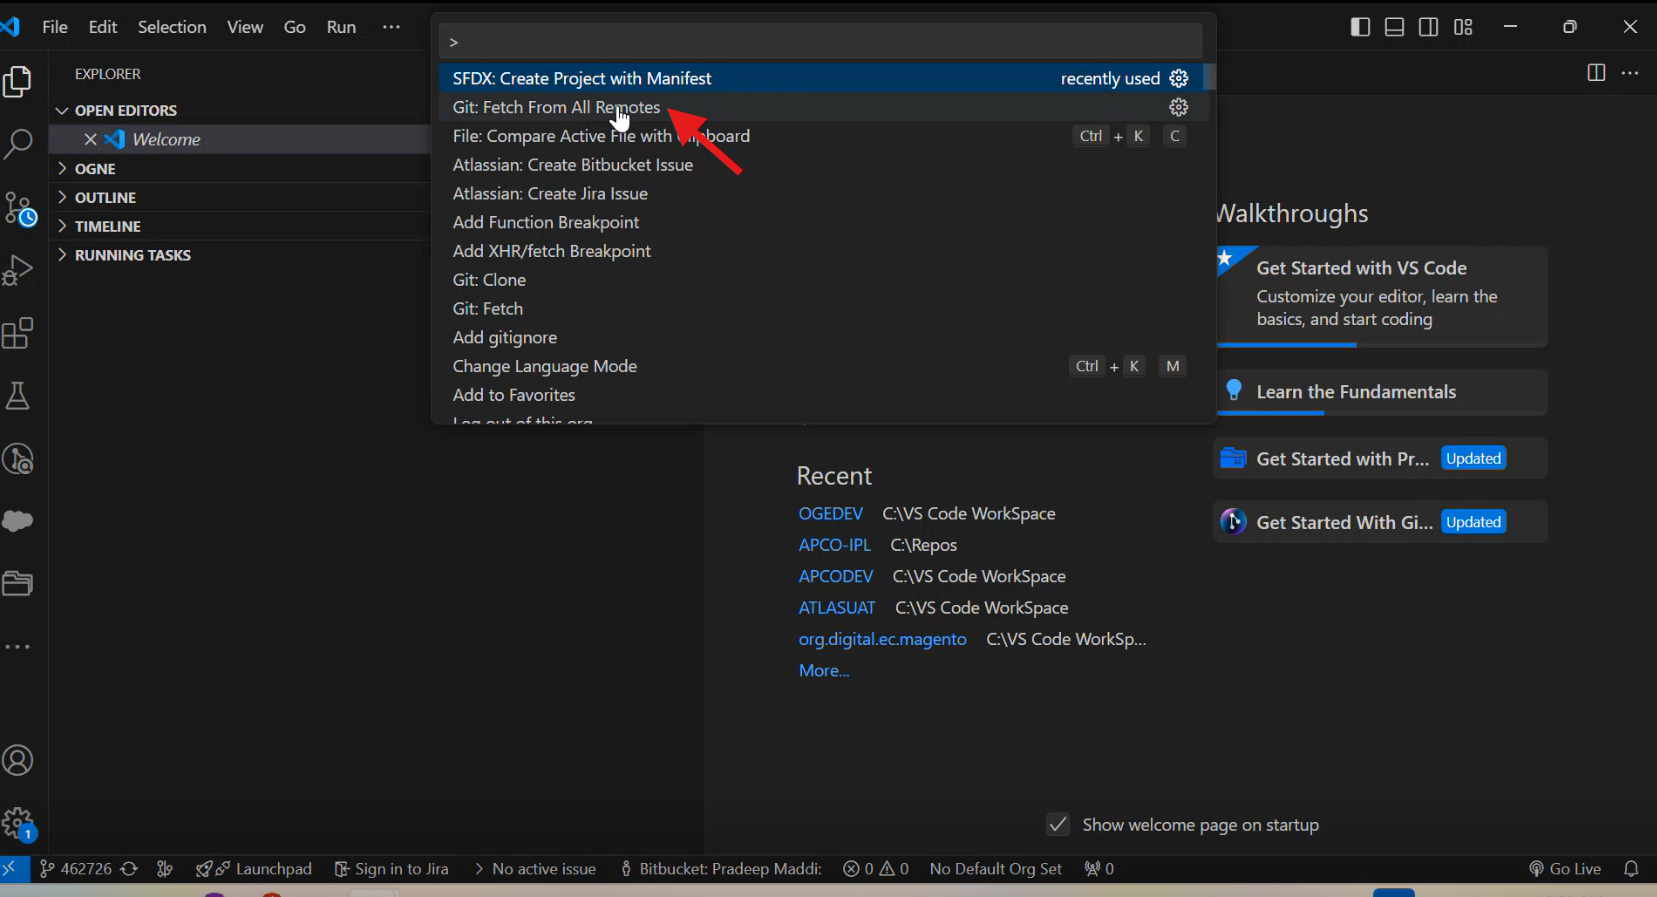 File Edit Selection View Go Run ···
>
SFDX: Create Project with Manifest recently used
Git: Fetch From All Remotes
File: Compare Active File with Clipboard Ctrl + K C
Atlassian: Create Bitbucket Issue
Atlassian: Create Jira Issue
Add Function Breakpoint
Add XHR/fetch Breakpoint
Git: Clone
Git: Fetch
Add gitignore
Change Language Mode Ctrl + K M
Add to Favorites
Log out of this org
EXPLORER
OPEN EDITORS
Welcome
OGNE
OUTLINE
TIMELINE
RUNNING TASKS
Recent
OGEDEV C:\VS Code WorkSpace
APCO-IPL C:\Repos
APCODEV C:\VS Code WorkSpace
ATLASUAT C:\VS Code WorkSpace
org.digital.ec.magento C:\VS Code WorkSp...
More...
Walkthroughs
Get Started with VS Code
Customize your editor, learn the
basics, and start coding
Learn the Fundamentals
Get Started with Pr... Updated
Get Started With Gi... Updated
Show welcome page on startup
1
462726 Launchpad Sign in to Jira > No active issue Bitbucket: Pradeep Maddi: 0 0 No Default Org Set 0 Go Live